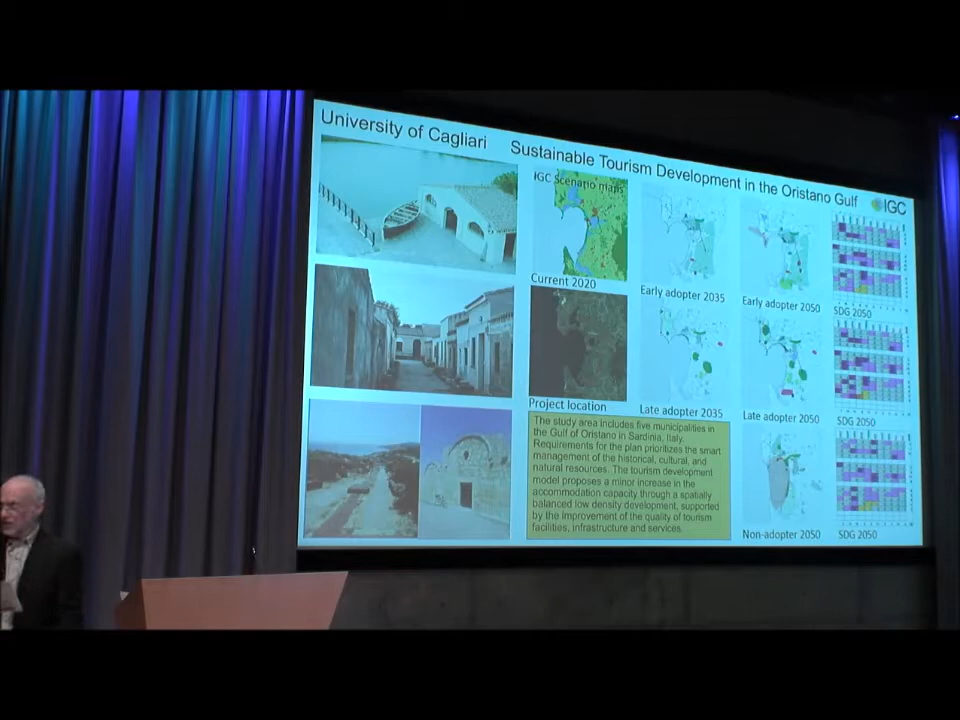 University of Cagliari
Sustainable Tourism Development in the Oristano Gulf
IGC
IGC Scenario maps
Current 2020
Early adopter 2035
Early adopter 2050
SDG 2050
Project location
Late adopter 2035
Late adopter 2050
SDG 2050
The study area includes five municipalities in
the Gulf of Oristano in Sardinia, Italy.
Requirements for the plan prioritizes the smart
management of the historical, cultural, and
natural resources. The tourism development
model proposes a minor increase in the
accommodation capacity through a spatially
balanced low density development, supported
by the improvement of the quality of tourism
facilities, infrastructure and services.
Non-adopter 2050
SDG 2050